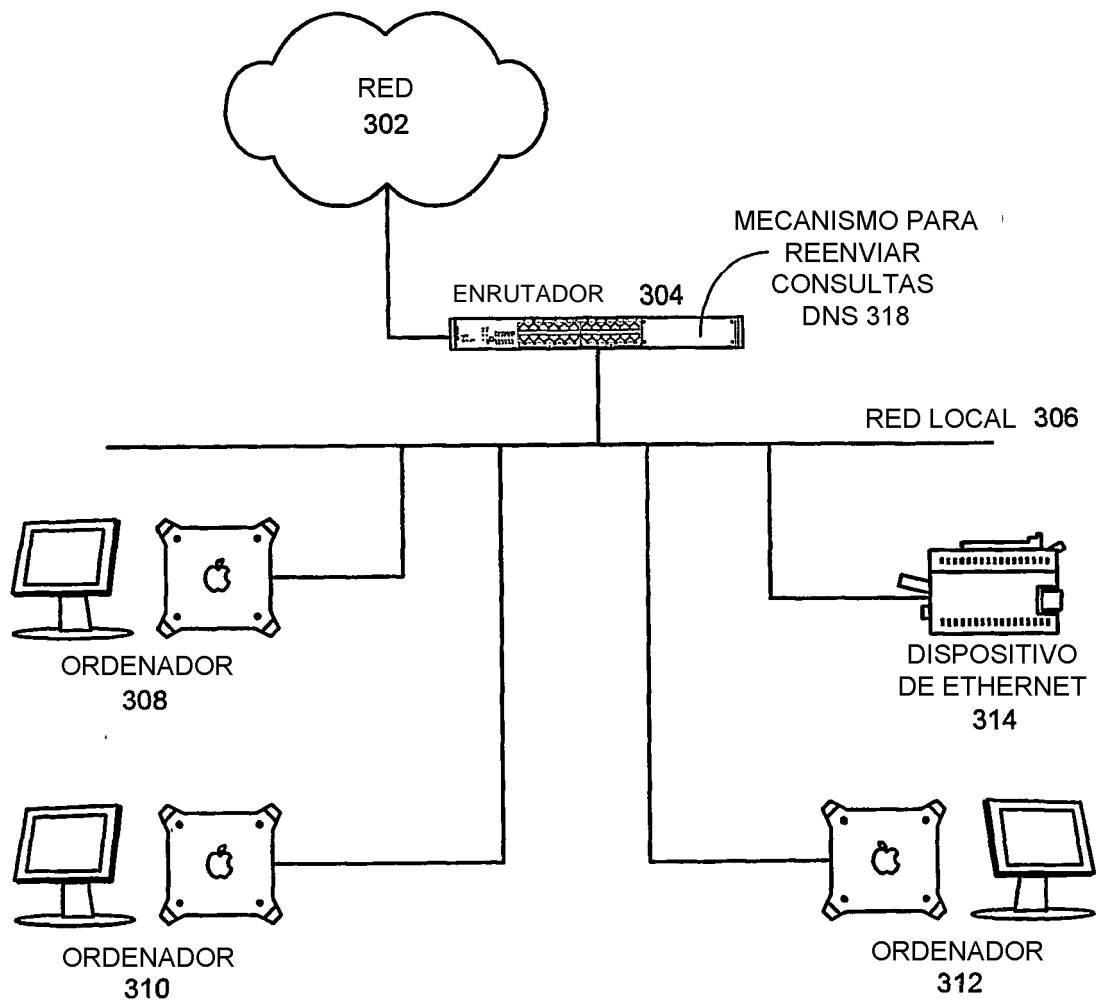 RED
302
MECANISMO PARA
REENVIAR
CONSULTAS
DNS 318
ENRUTADOR 304
RED LOCAL 306
ORDENADOR
308
DISPOSITIVO
DE ETHERNET
314
ORDENADOR
310
ORDENADOR
312